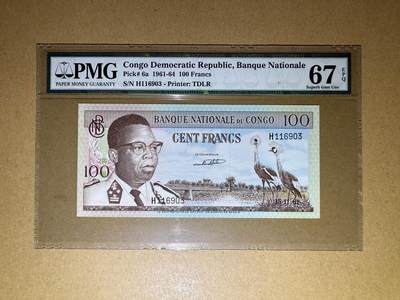 PMG
PAPER MONEY GUARANTY
Congo Democratic Republic, Banque Nationale
Pick# 6a 1961-64 100 Francs
S/N H116903 - Printer: TDLR
67 EPQ
Superb Gem Unc
BANQUE NATIONALE DU CONGO
100
CENT FRANCS
H116903
100
H116903